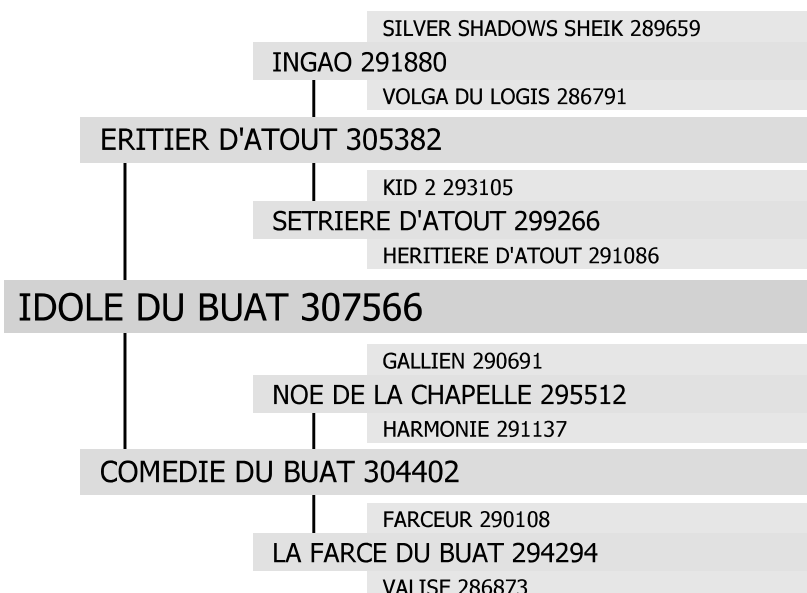 SILVER SHADOWS SHEIK 289659
INGAO 291880
VOLGA DU LOGIS 286791
ERITIER D'ATOUT 305382
KID 2 293105
SETRIERE D'ATOUT 299266
HERITIERE D'ATOUT 291086
IDOLE DU BUAT 307566
GALLIEN 290691
NOE DE LA CHAPELLE 295512
HARMONIE 291137
COMEDIE DU BUAT 304402
FARCEUR 290108
LA FARCE DU BUAT 294294
VALISE 286873